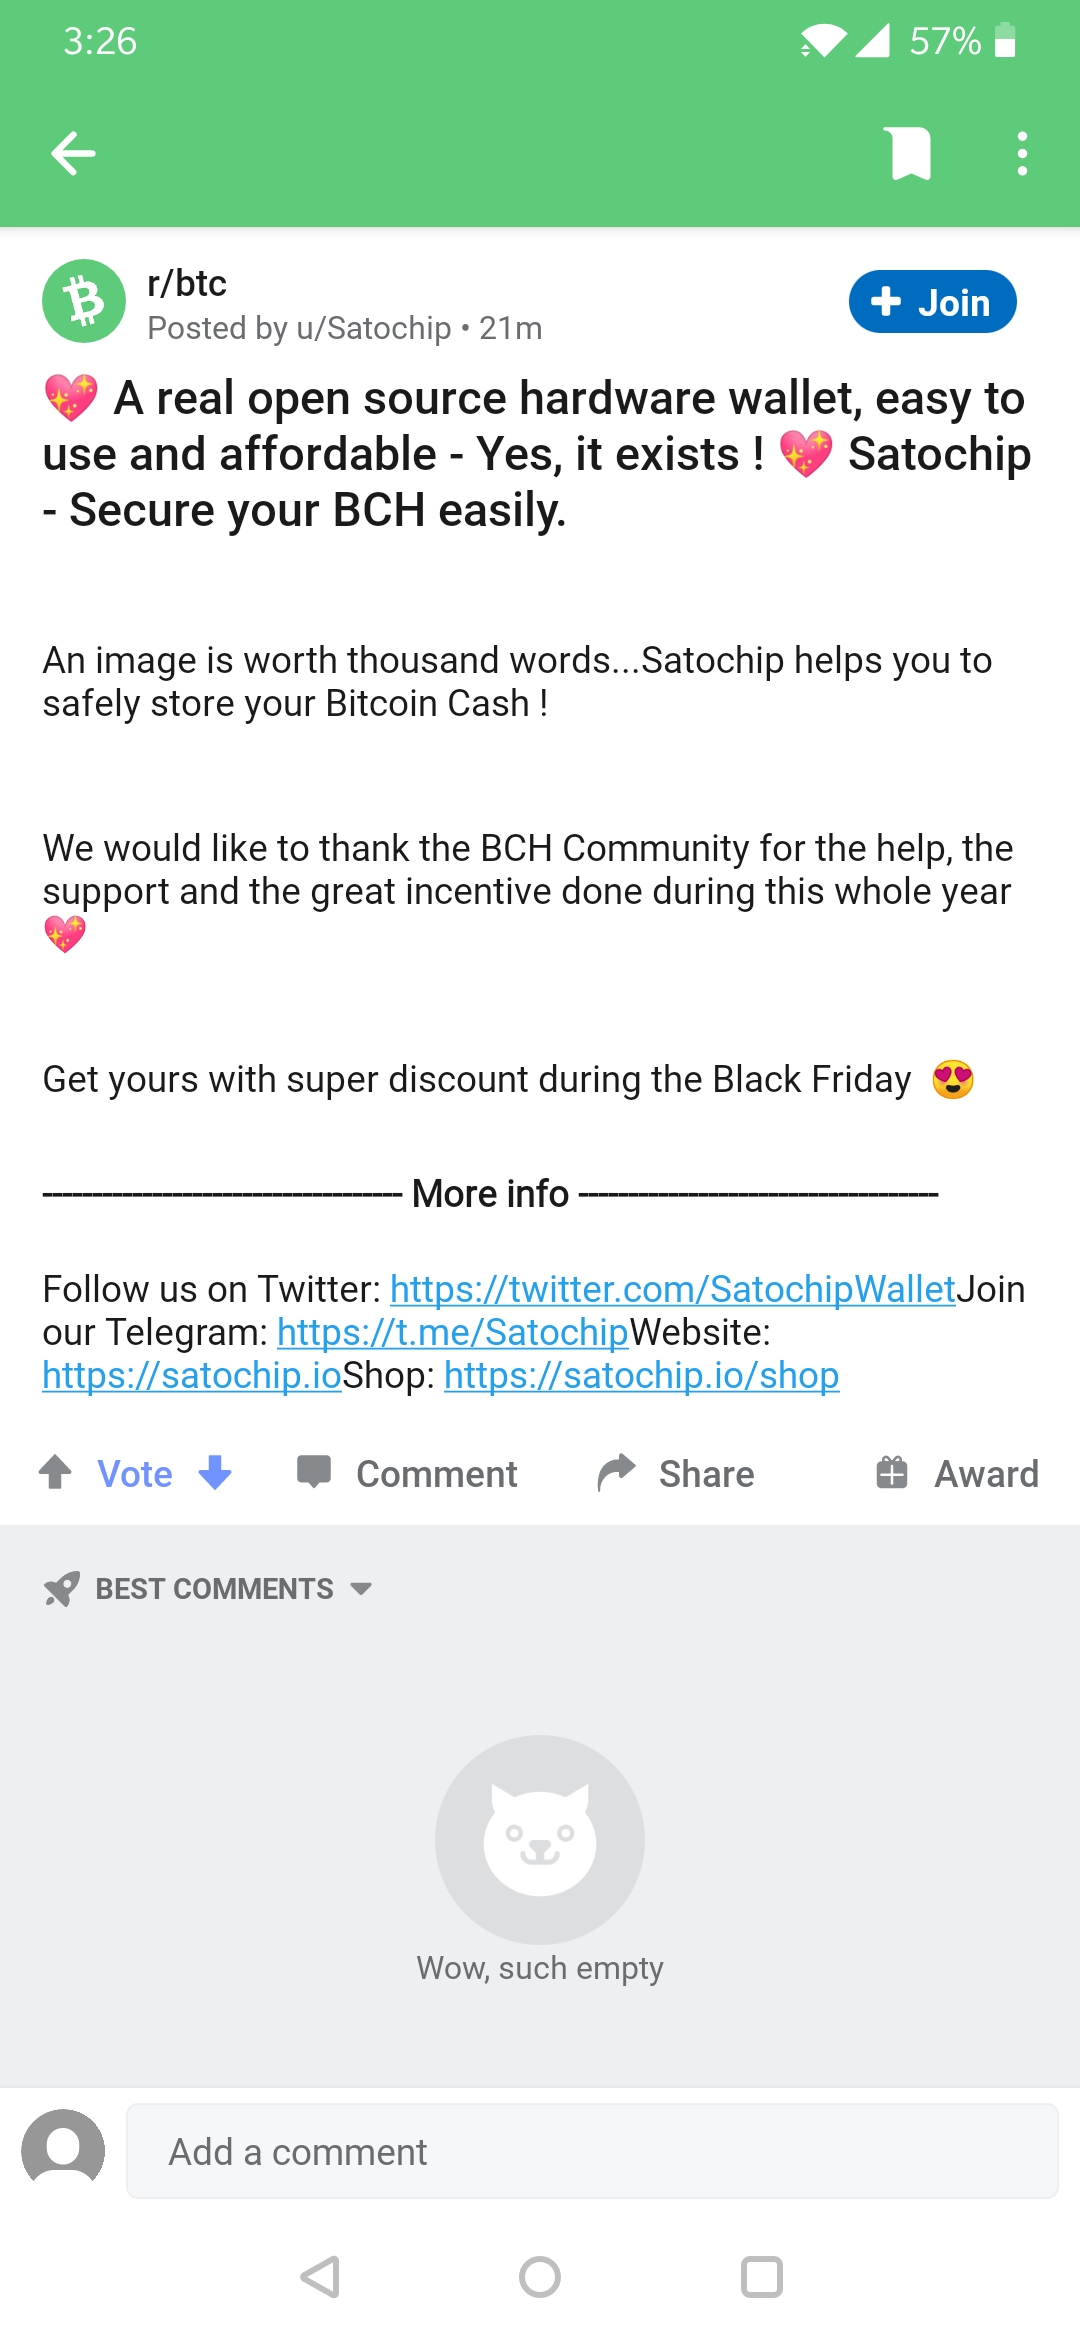 3:26
57%
r/btc
Posted by u/Satochip • 21m
+ Join
💖 A real open source hardware wallet, easy to
use and affordable - Yes, it exists ! 💖 Satochip
- Secure your BCH easily.
An image is worth thousand words...Satochip helps you to
safely store your Bitcoin Cash !
We would like to thank the BCH Community for the help, the
support and the great incentive done during this whole year
💖
Get yours with super discount during the Black Friday 😍
------------------------------------ More info ------------------------------------
Follow us on Twitter: https://twitter.com/SatochipWalletJoin
our Telegram: https://t.me/SatochipWebsite:
https://satochip.ioShop: https://satochip.io/shop
Vote Comment Share Award
BEST COMMENTS
Wow, such empty
Add a comment